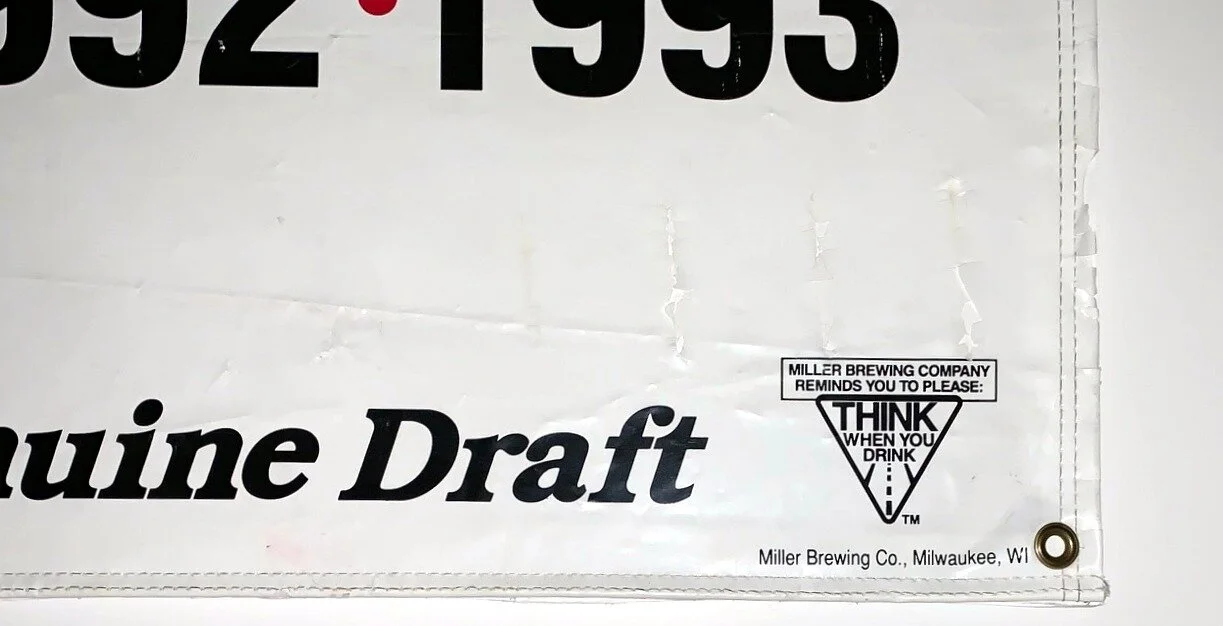 992•1993
nuine Draft
MILLER BREWING COMPANY
REMINDS YOU TO PLEASE:
THINK
WHEN YOU
DRINK
TM
Miller Brewing Co., Milwaukee, WI